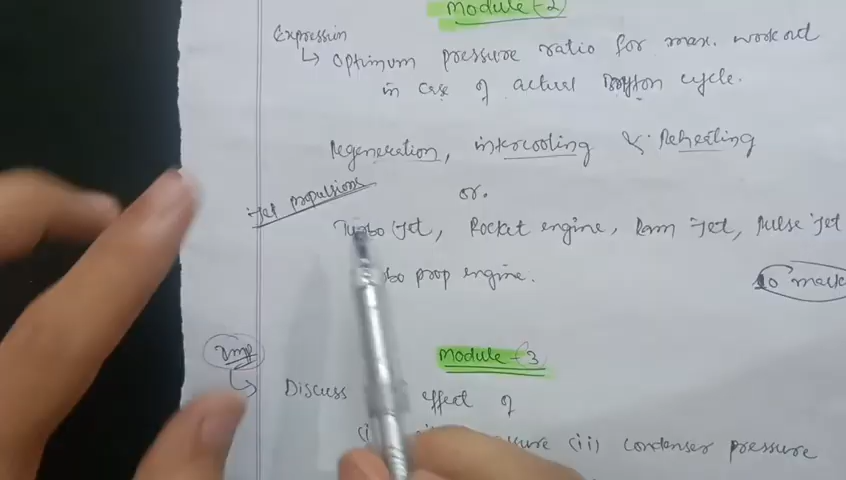 Module-2
Expression
↳ Optimum pressure ratio for max. work out
in case of actual Brayton cycle.
Regeneration, intercooling & Reheating
Jet propulsions
or.
Turbo Jet, Rocket engine, Ram Jet, Pulse Jet
prop engine.
10 mark
Imp
Module-3
↳ Discuss effect of
(i) (ii) condenser pressure